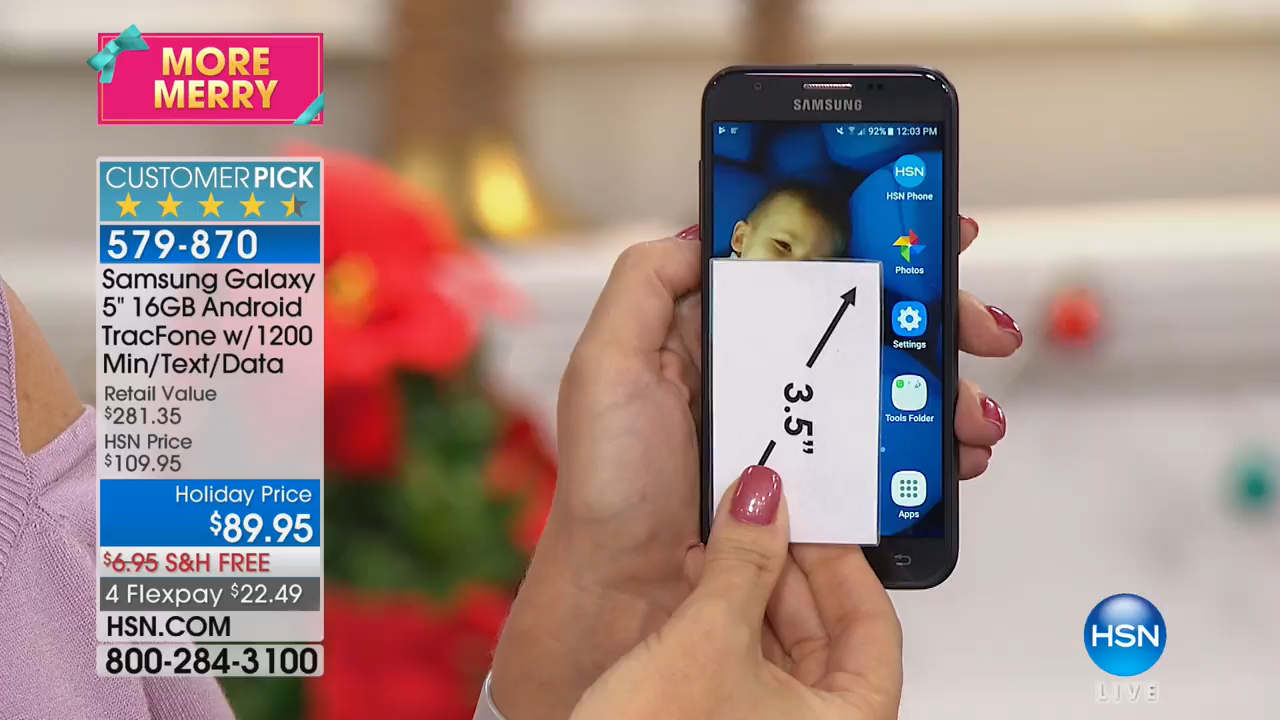 MORE
MERRY
CUSTOMERPICK
579-870
Samsung Galaxy
5" 16GB Android
TracFone w/1200
Min/Text/Data
Retail Value
$281.35
HSN Price
$109.95
Holiday Price
$89.95
$6.95 S&H FREE
4 Flexpay $22.49
HSN.COM
800-284-3100
SAMSUNG
92% 12:03 PM
HSN
HSN Phone
Photos
Settings
Tools Folder
Apps
3.5"
HSN
LIVE